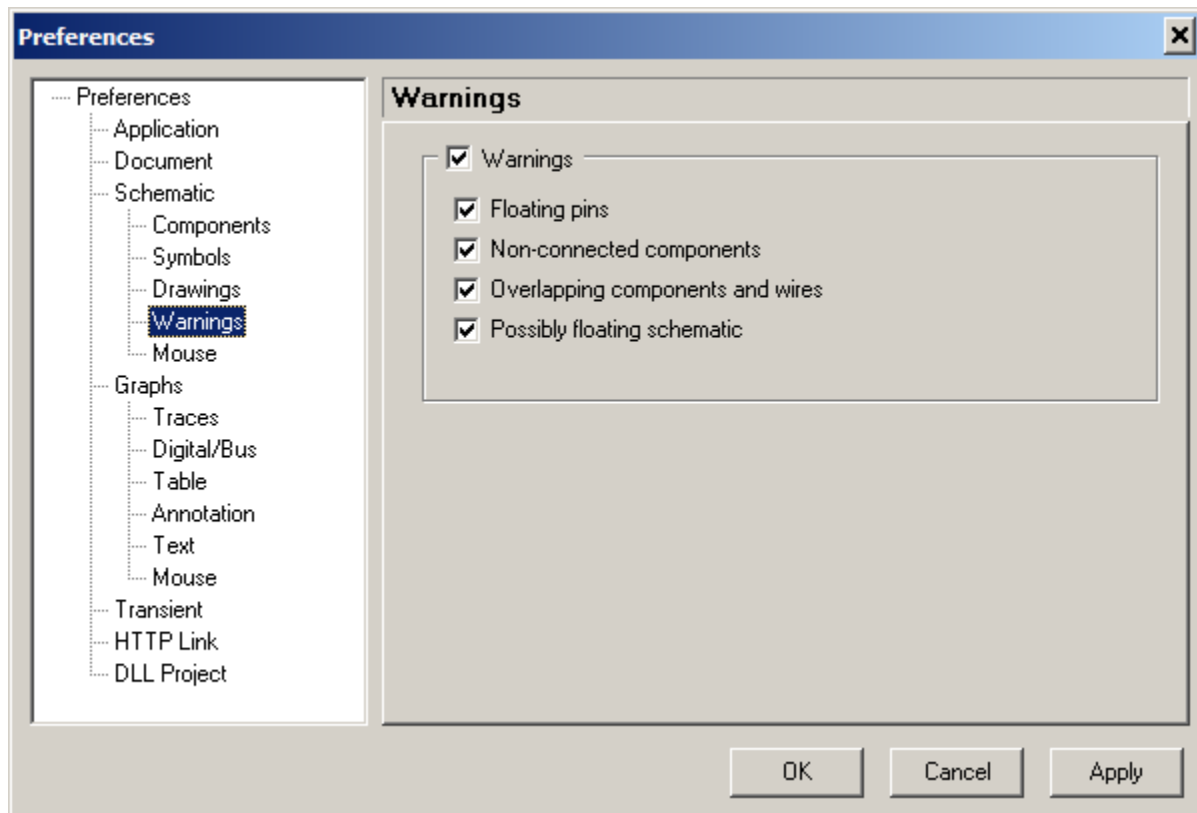 Preferences
Preferences
Application
Document
Schematic
Components
Symbols
Drawings
Warnings
Mouse
Graphs
Traces
Digital/Bus
Table
Annotation
Text
Mouse
Transient
HTTP Link
DLL Project
Warnings
Warnings
Floating pins
Non-connected components
Overlapping components and wires
Possibly floating schematic
OK
Cancel
Apply